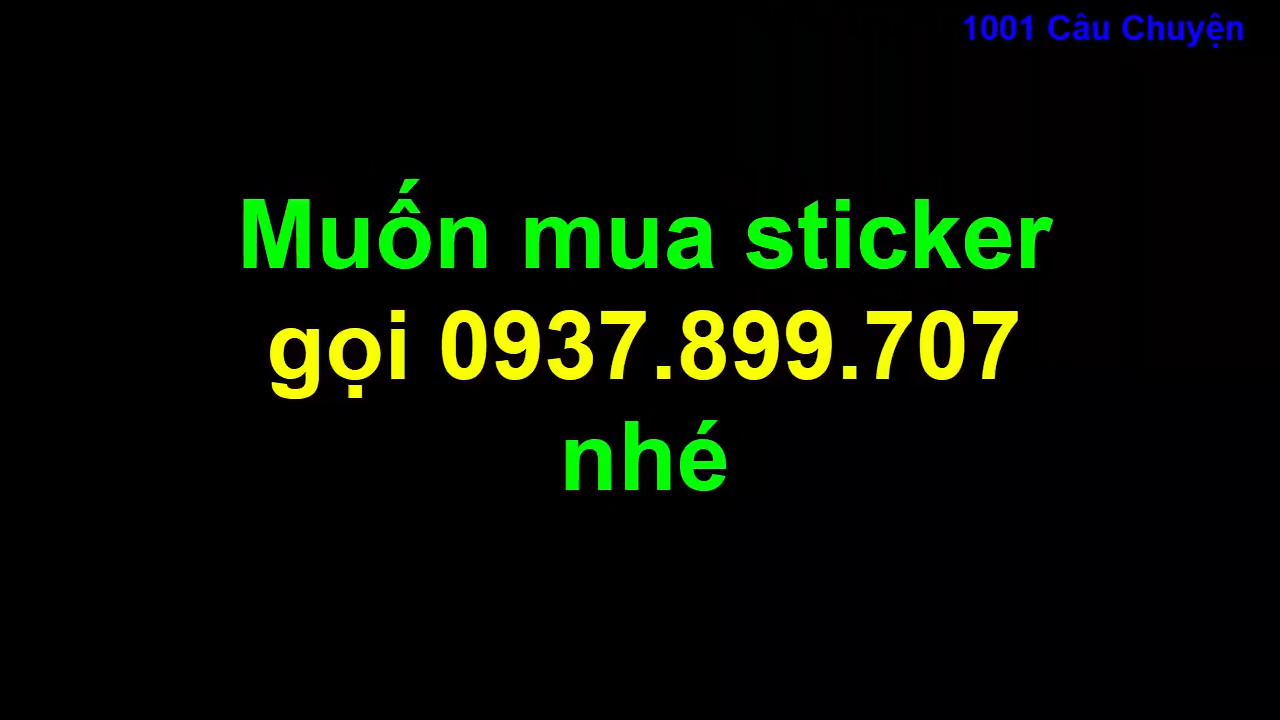 1001 Câu Chuyện
Muốn mua sticker
gọi 0937.899.707
nhé